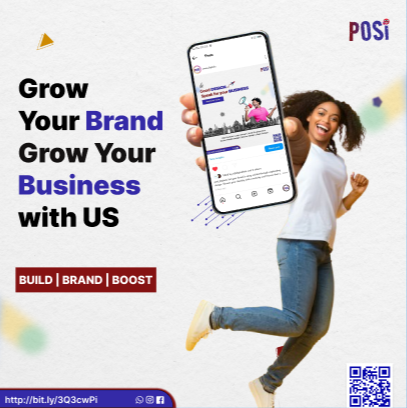 POSi
Grow
Your Brand
Grow Your
Business
with US
BUILD | BRAND | BOOST
http://bit.ly/3Q3cwPi